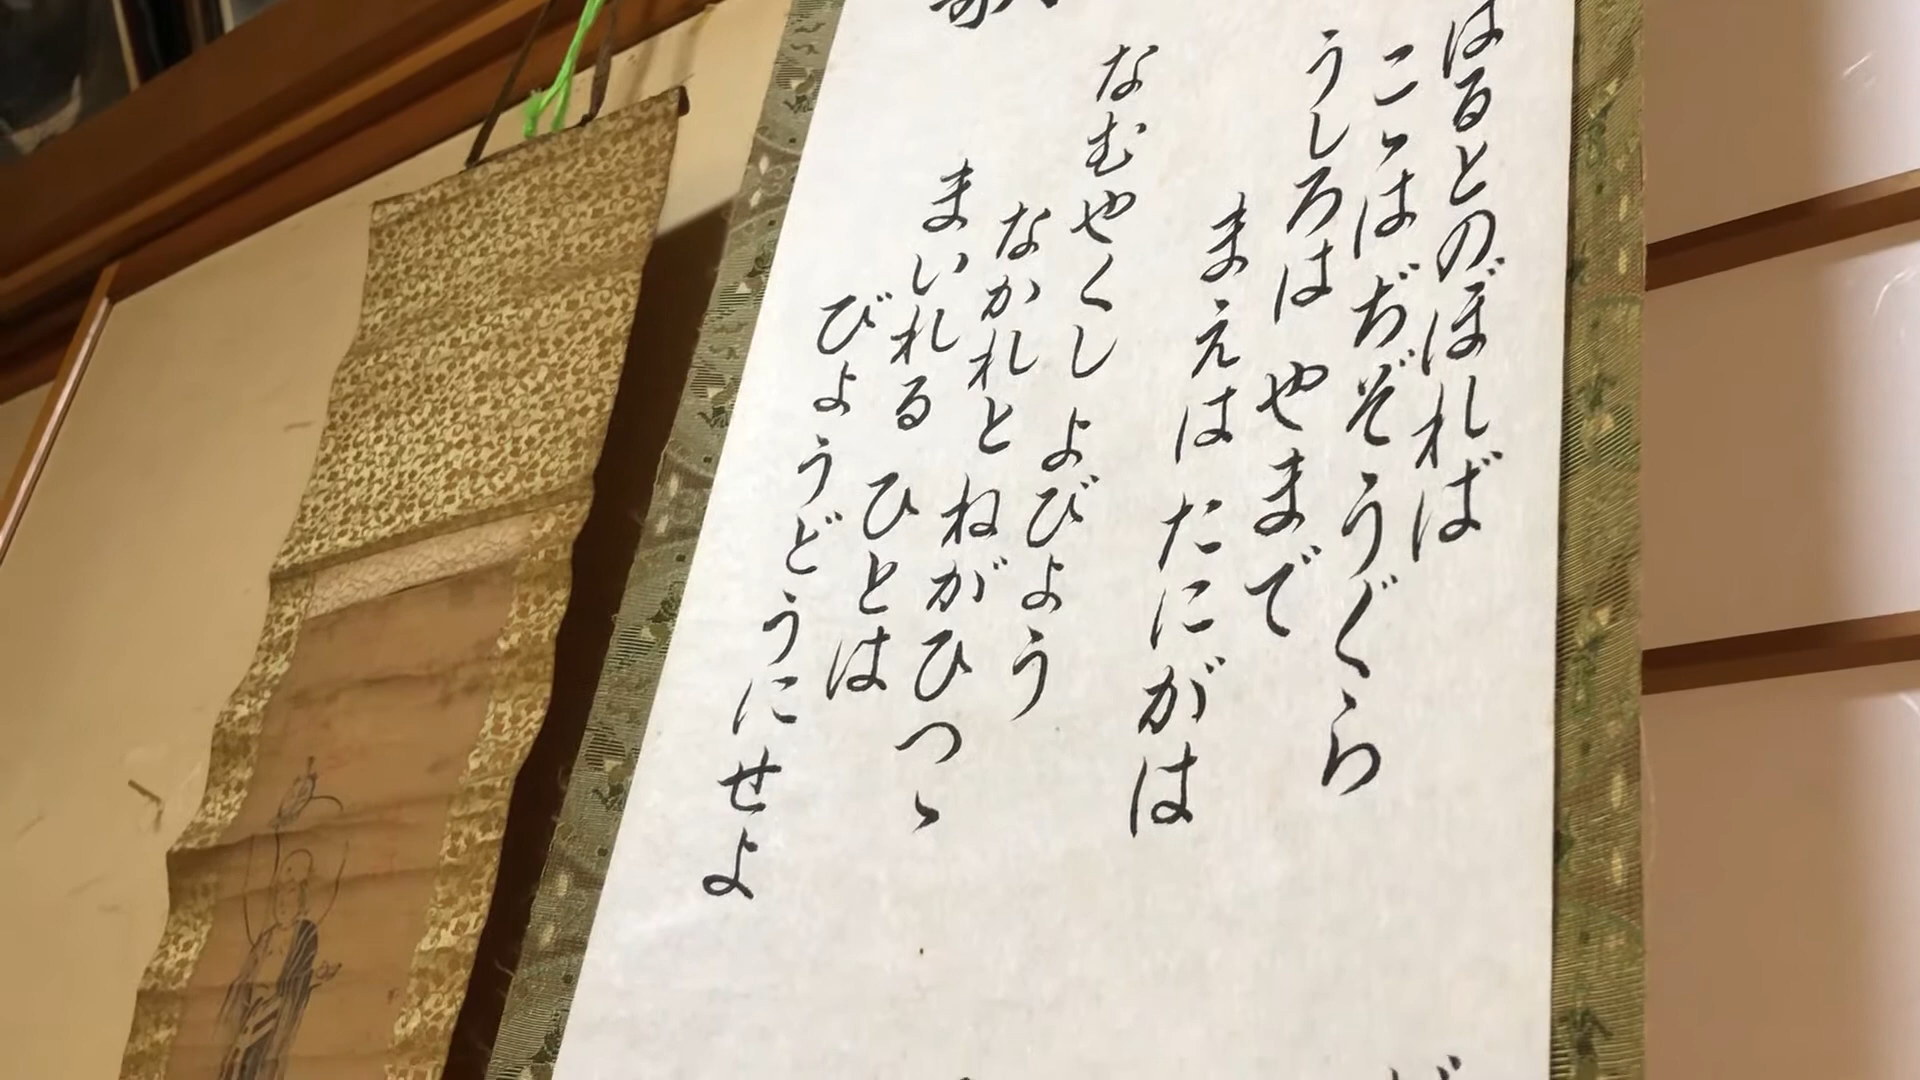 はるとのぼれば
こゝはぢぞうぐら
うしろは やまで
まえは たにがは
なむやくし よびよう
なかれと ねがひつゝ
まいれる ひとは
びようどうにせよ
歌